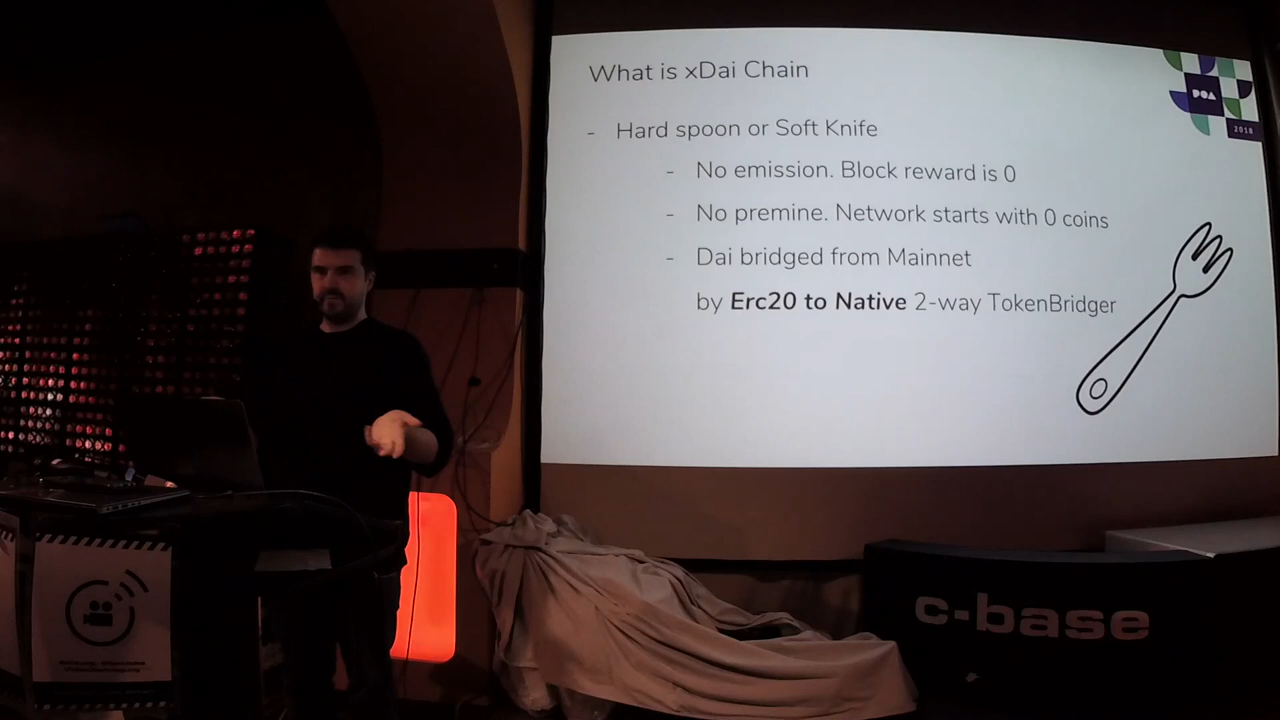 What is xDai Chain
POA
2018
- Hard spoon or Soft Knife
- No emission. Block reward is 0
- No premine. Network starts with 0 coins
- Dai bridged from Mainnet
by Erc20 to Native 2-way TokenBridger
c-base